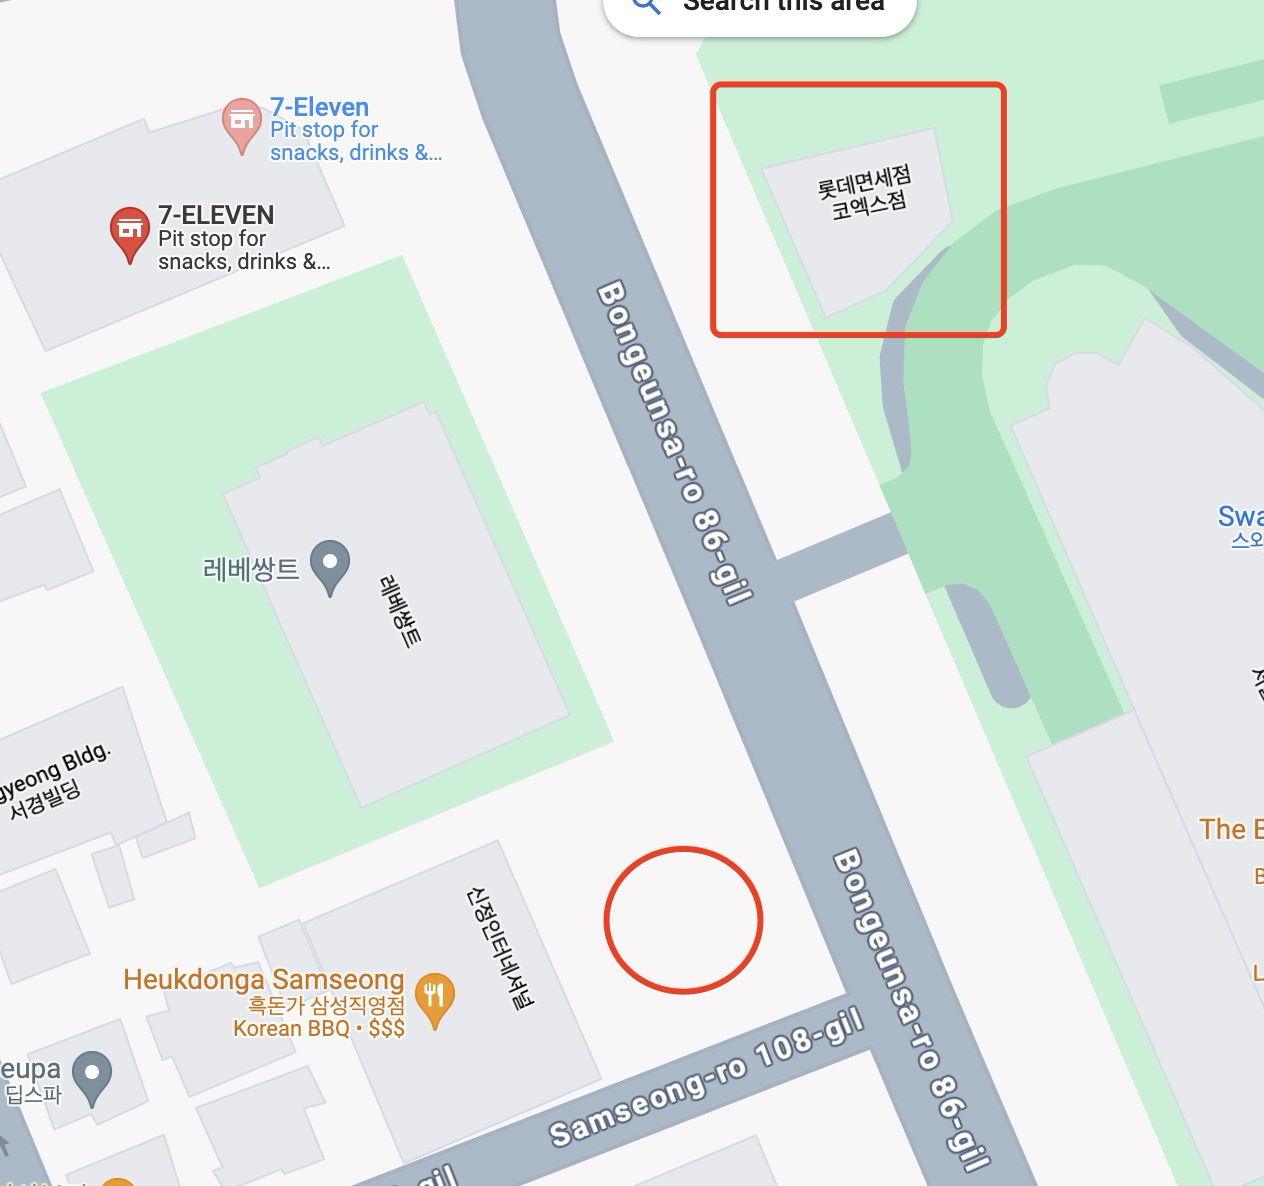 Search this area
7-Eleven
Pit stop for
snacks, drinks &...
7-ELEVEN
Pit stop for
snacks, drinks &...
롯데면세점
코엑스점
Bongeunsa-ro 86-gil
레베쌍트
레베쌍트
Swa
스와
gyeong Bldg.
서경빌딩
The B
B
Bongeunsa-ro 86-gil
신정인터네셔널
Heukdonga Samseong
흑돈가 삼성직영점
Korean BBQ • $$$
L
Samseong-ro 108-gil
eupa
딥스파
gil